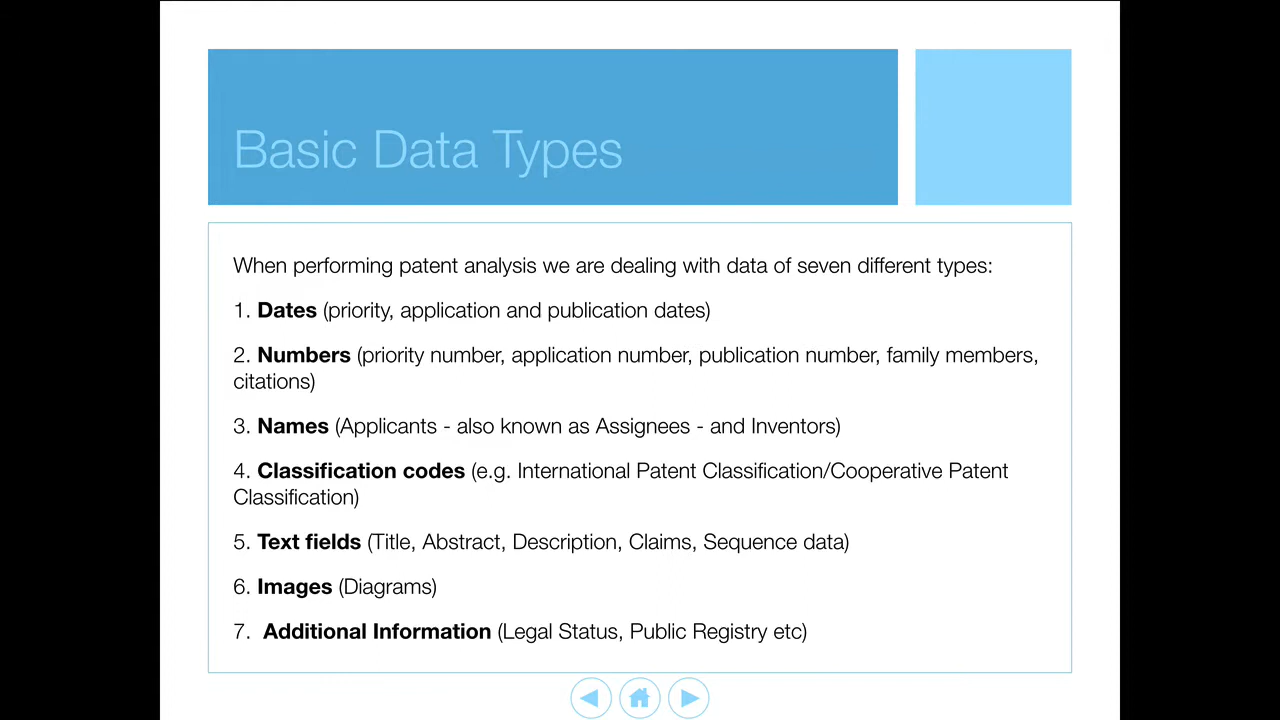 Basic Data Types
When performing patent analysis we are dealing with data of seven different types:
1. Dates (priority, application and publication dates)
2. Numbers (priority number, application number, publication number, family members,
citations)
3. Names (Applicants - also known as Assignees - and Inventors)
4. Classification codes (e.g. International Patent Classification/Cooperative Patent
Classification)
5. Text fields (Title, Abstract, Description, Claims, Sequence data)
6. Images (Diagrams)
7. Additional Information (Legal Status, Public Registry etc)